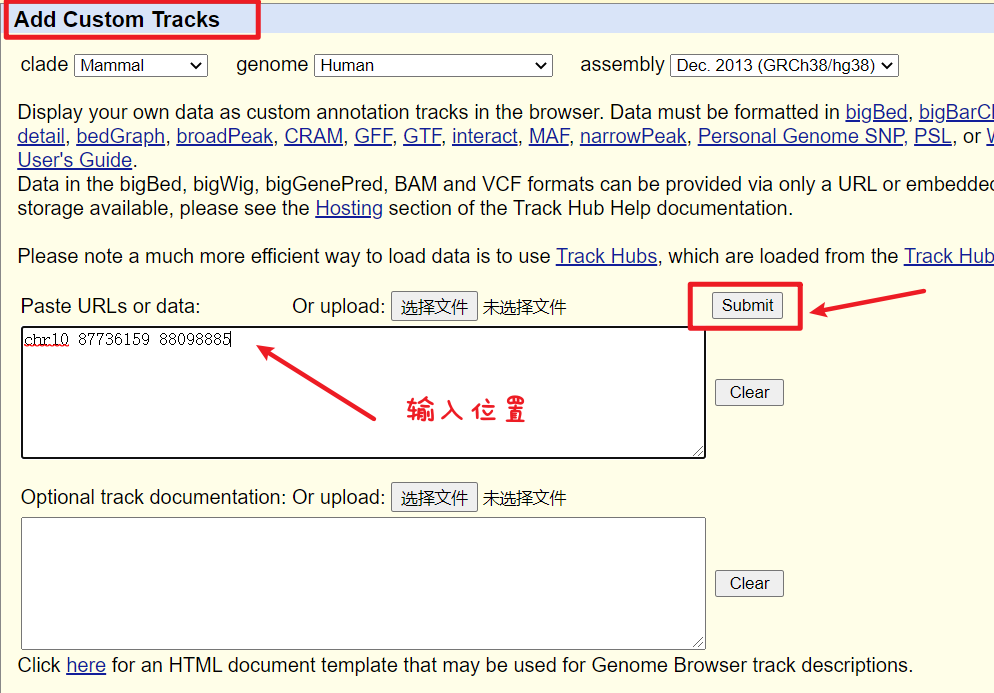 Add Custom Tracks
clade Mammal genome Human assembly Dec. 2013 (GRCh38/hg38)
Display your own data as custom annotation tracks in the browser. Data must be formatted in bigBed, bigBarCl
detail, bedGraph, broadPeak, CRAM, GFF, GTF, interact, MAF, narrowPeak, Personal Genome SNP, PSL, or W
User's Guide.
Data in the bigBed, bigWig, bigGenePred, BAM and VCF formats can be provided via only a URL or embedded
storage available, please see the Hosting section of the Track Hub Help documentation.
Please note a much more efficient way to load data is to use Track Hubs, which are loaded from the Track Hub
Paste URLs or data: Or upload: 选择文件 未选择文件 Submit
chr10 87736159 88098885
Clear
输入位置
Optional track documentation: Or upload: 选择文件 未选择文件
Clear
Click here for an HTML document template that may be used for Genome Browser track descriptions.